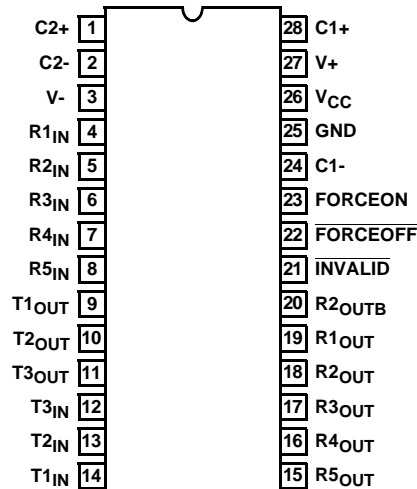 C2+ 1 28 C1+
C2- 2 27 V+
V- 3 26 VCC
R1IN 4 25 GND
R2IN 5 24 C1-
R3IN 6 23 FORCEON
R4IN 7 22 FORCEOFF
R5IN 8 21 INVALID
T1OUT 9 20 R2OUTB
T2OUT 10 19 R1OUT
T3OUT 11 18 R2OUT
T3IN 12 17 R3OUT
T2IN 13 16 R4OUT
T1IN 14 15 R5OUT